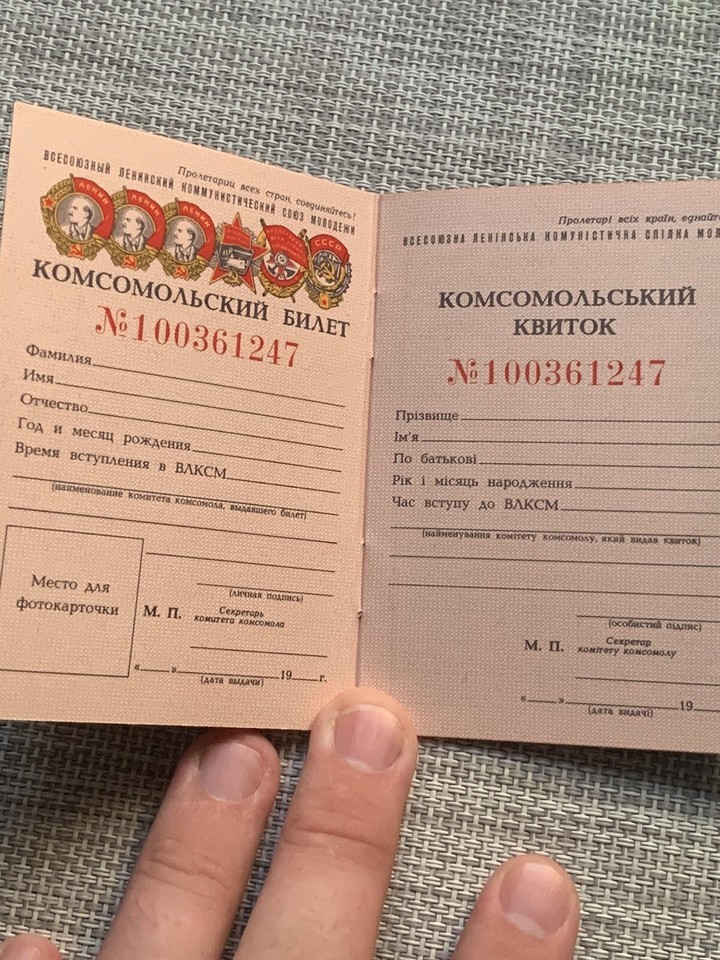 Пролетарии всех стран, соединяйтесь!
ВСЕСОЮЗНЫЙ ЛЕНИНСКИЙ КОММУНИСТИЧЕСКИЙ СОЮЗ МОЛОДЕЖИ
ЛЕНИН ЛЕНИН ЛЕНИН СССР
КОМСОМОЛЬСКИЙ БИЛЕТ
№100361247
Фамилия
Имя
Отчество
Год и месяц рождения
Время вступления в ВЛКСМ
(наименование комитета комсомола, выдавшего билет)
Место для
фотокарточки
(личная подпись)
М. П. Секретарь
комитета комсомола
« » 19 г.
(дата выдачи)
Пролетарі всіх країн, єднайте
ВСЕСОЮЗНА ЛЕНІНСЬКА КОМУНІСТИЧНА СПІЛКА МОЛ
КОМСОМОЛЬСЬКИЙ
КВИТОК
№100361247
Прізвище
Ім'я
По батькові
Рік і місяць народження
Час вступу до ВЛКСМ
(найменування комітету комсомолу, який видав квиток)
(особистий підпис)
М. П. Секретар
комітету комсомолу
« » 19
(дата видачі)